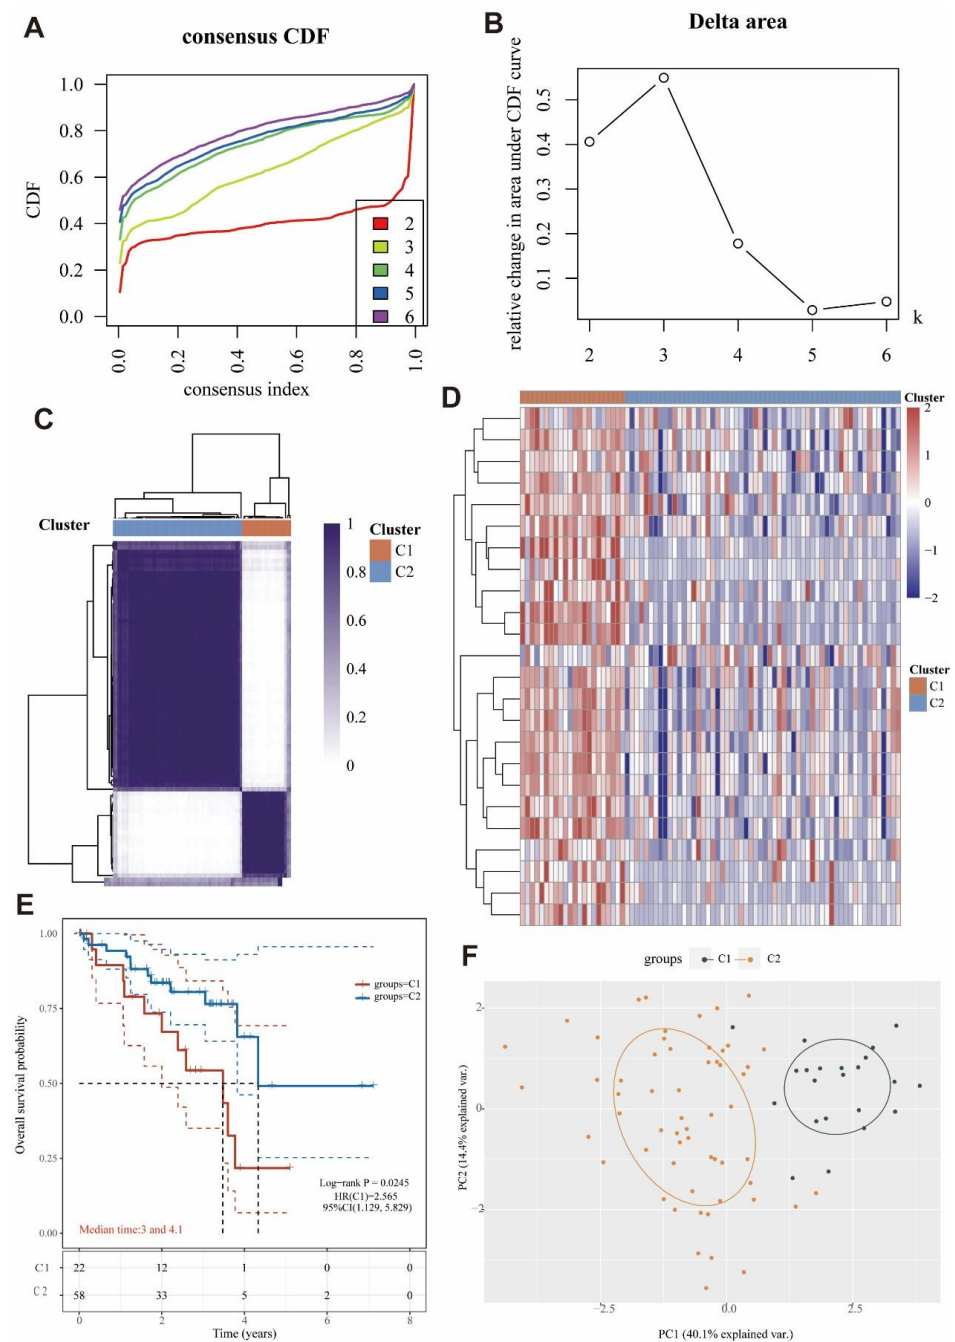 A
consensus CDF
CDF
1.0
0.8
0.6
0.4
0.2
0.0
2
3
4
5
6
0.0 0.2 0.4 0.6 0.8 1.0
consensus index
B
Delta area
relative change in area under CDF curve
0.5
0.4
0.3
0.2
0.1
k
2 3 4 5 6
C
Cluster
1
0.8
0.6
0.4
0.2
0
Cluster
C1
C2
D
Cluster
2
1
0
−1
−2
Cluster
C1
C2
E
Overall survival probability
1.00
0.75
0.50
0.25
0.00
groups=C1
groups=C2
Log−rank P = 0.0245
HR(C1)=2.565
95%CI(1.129, 5.829)
Median time:3 and 4.1
C1 22 12 1 0 0
C2 58 33 5 2 0
0 2 4 6 8
Time (years)
F
groups C1 C2
PC2 (14.4% explained var.)
2
0
−2
−2.5 0.0 2.5
PC1 (40.1% explained var.)